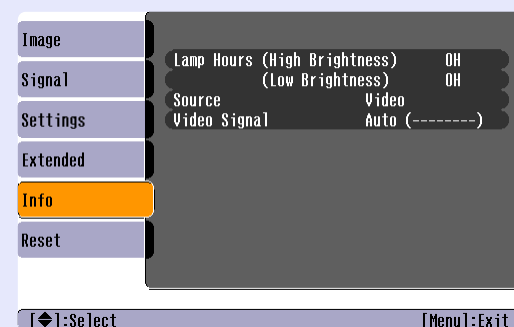 Image
Signal
Settings
Extended
Info
Reset
Lamp Hours (High Brightness) 0H
(Low Brightness) 0H
Source Video
Video Signal Auto (--------)
[◆]:Select [Menu]:Exit